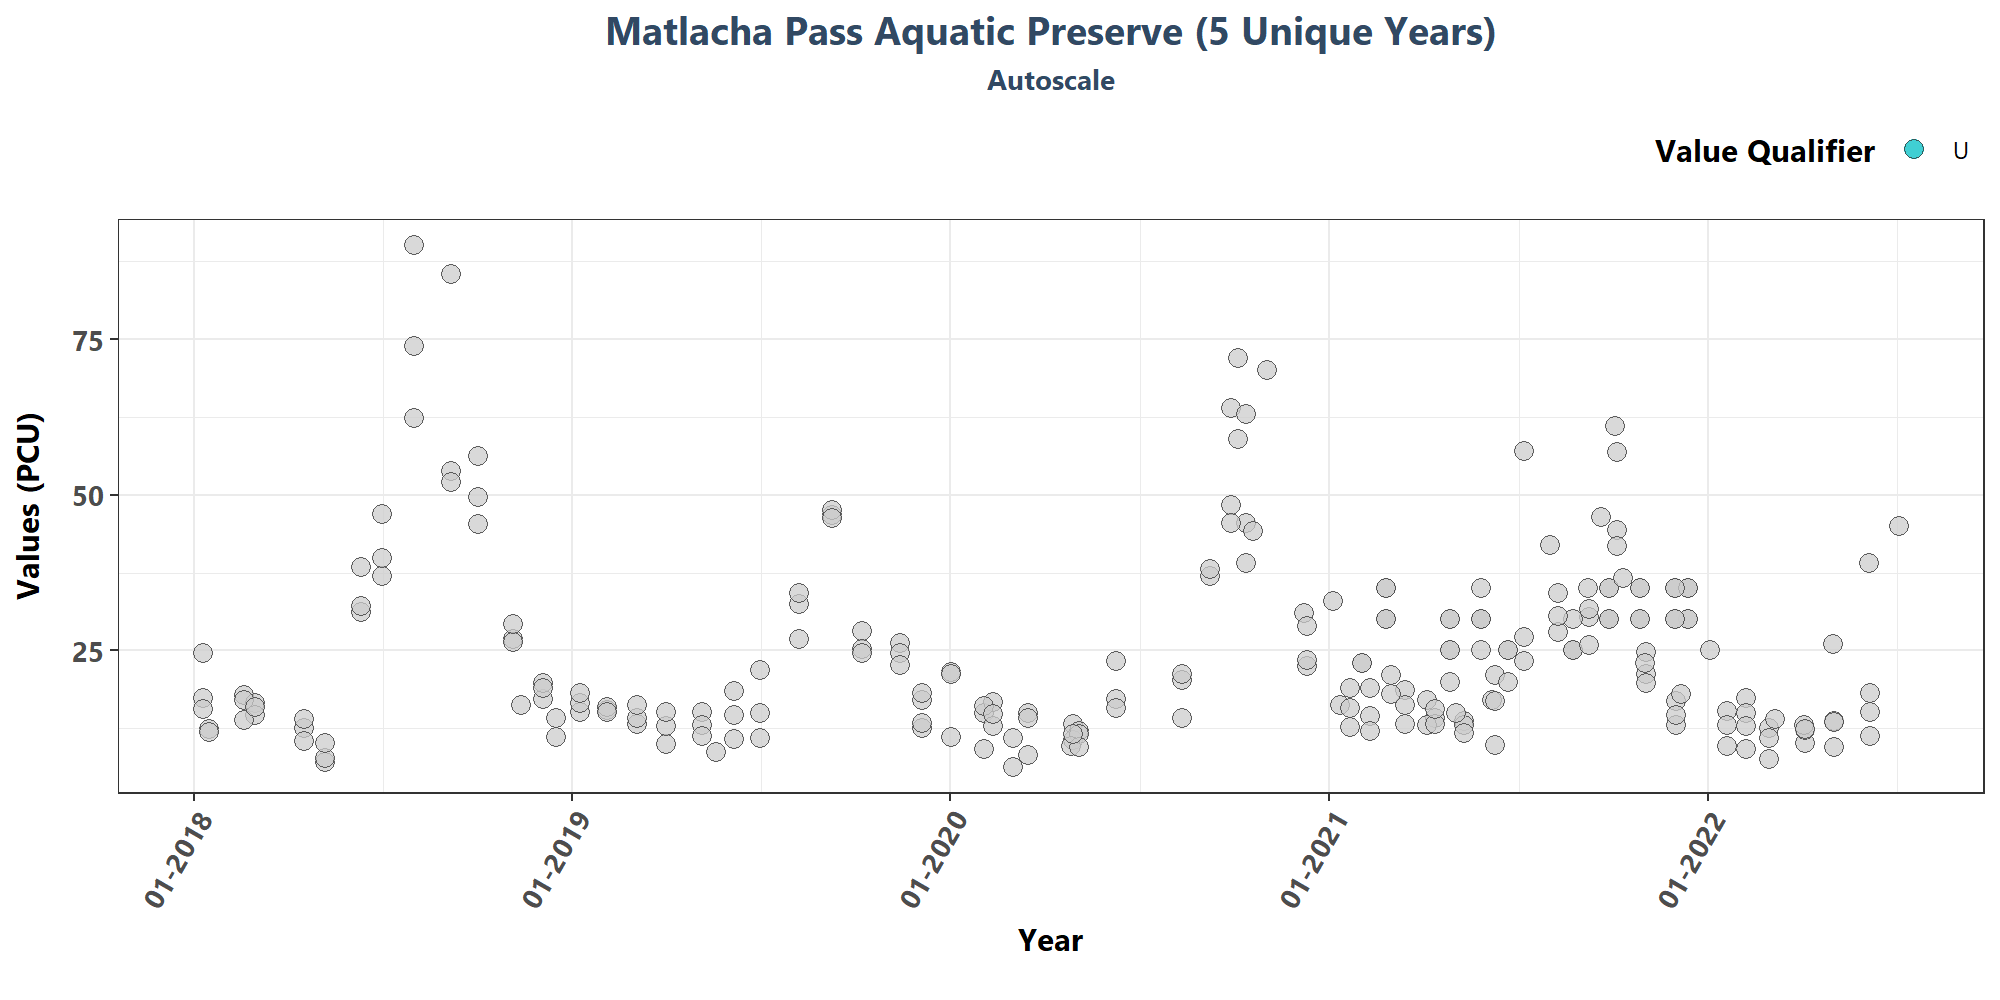 Matlacha Pass Aquatic Preserve (5 Unique Years)
Autoscale
Value Qualifier U
Values (PCU)
75
50
25
01-2018
01-2019
01-2020
01-2021
01-2022
Year